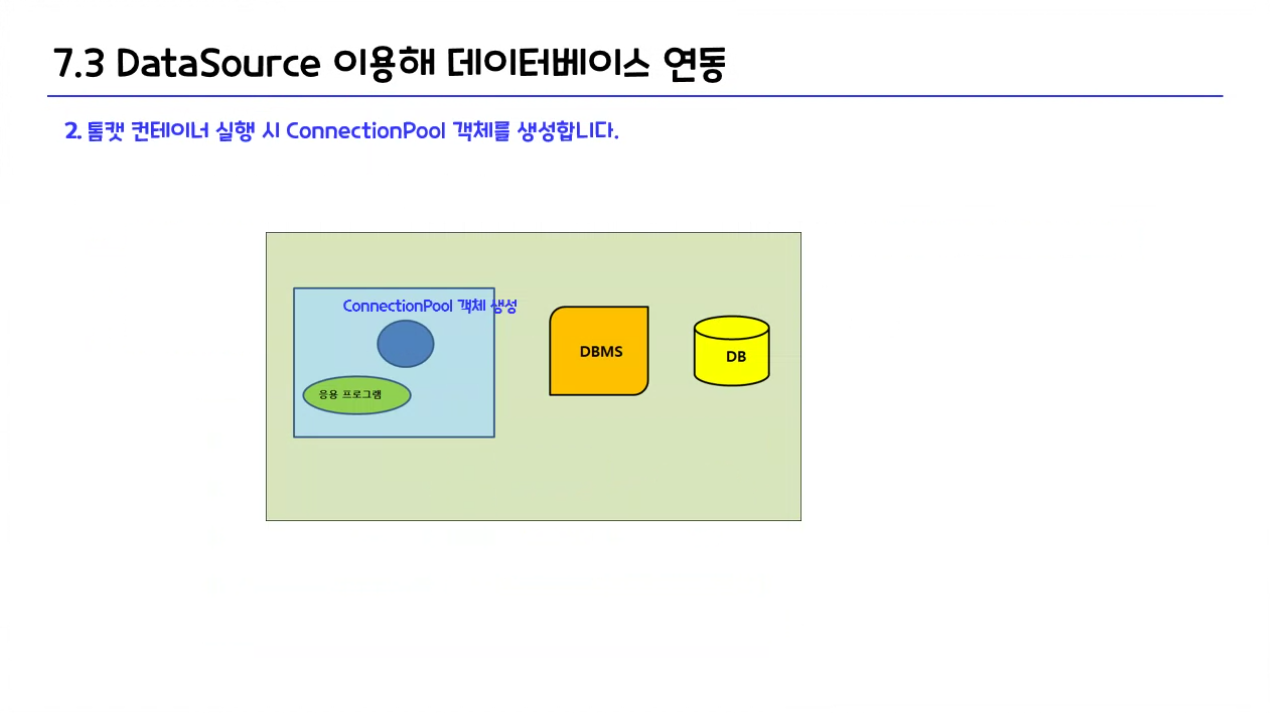 7.3 DataSource 이용해 데이터베이스 연동
2. 톰캣 컨테이너 실행 시 ConnectionPool 객체를 생성합니다.
ConnectionPool 객체 생성
DBMS
DB
응용 프로그램